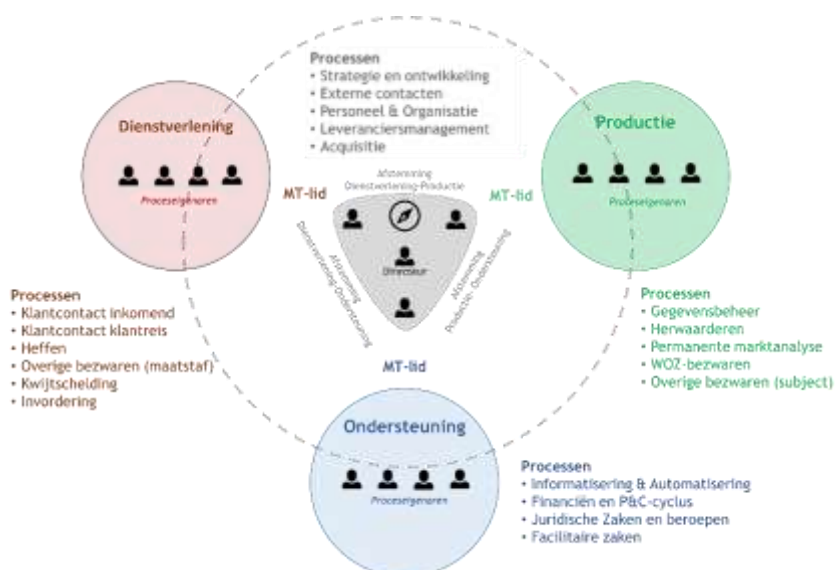 Processen
• Strategie en ontwikkeling
• Externe contacten
• Personeel & Organisatie
• Leveranciersmanagement
• Acquisitie
Dienstverlening
Proceseigenaren
Productie
Proceseigenaren
Afstemming
Dienstverlening-Productie
MT-lid
MT-lid
Directeur
Afstemming
Dienstverlening-Ondersteuning
Afstemming
Productie- Ondersteuning
MT-lid
Processen
• Klantcontact inkomend
• Klantcontact klantreis
• Heffen
• Overige bezwaren (maatstaf)
• Kwijtschelding
• Invordering
Processen
• Gegevensbeheer
• Herwaarderen
• Permanente marktanalyse
• WOZ-bezwaren
• Overige bezwaren (subject)
Ondersteuning
Proceseigenaren
Processen
• Informatisering & Automatisering
• Financiën en P&C-cyclus
• Juridische Zaken en beroepen
• Facilitaire zaken